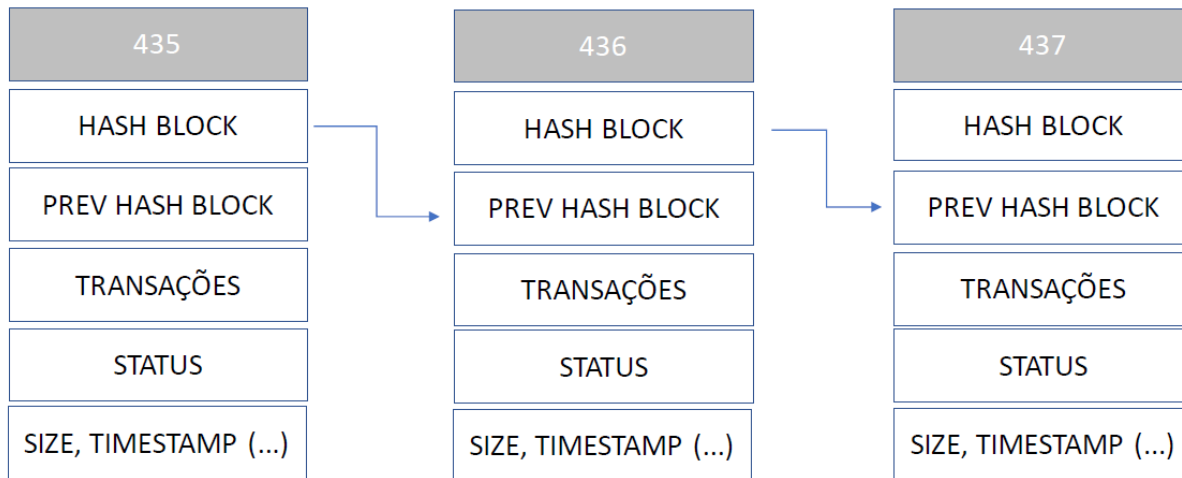 435
HASH BLOCK
PREV HASH BLOCK
TRANSAÇÕES
STATUS
SIZE, TIMESTAMP (...)
436
HASH BLOCK
PREV HASH BLOCK
TRANSAÇÕES
STATUS
SIZE, TIMESTAMP (...)
437
HASH BLOCK
PREV HASH BLOCK
TRANSAÇÕES
STATUS
SIZE, TIMESTAMP (...)